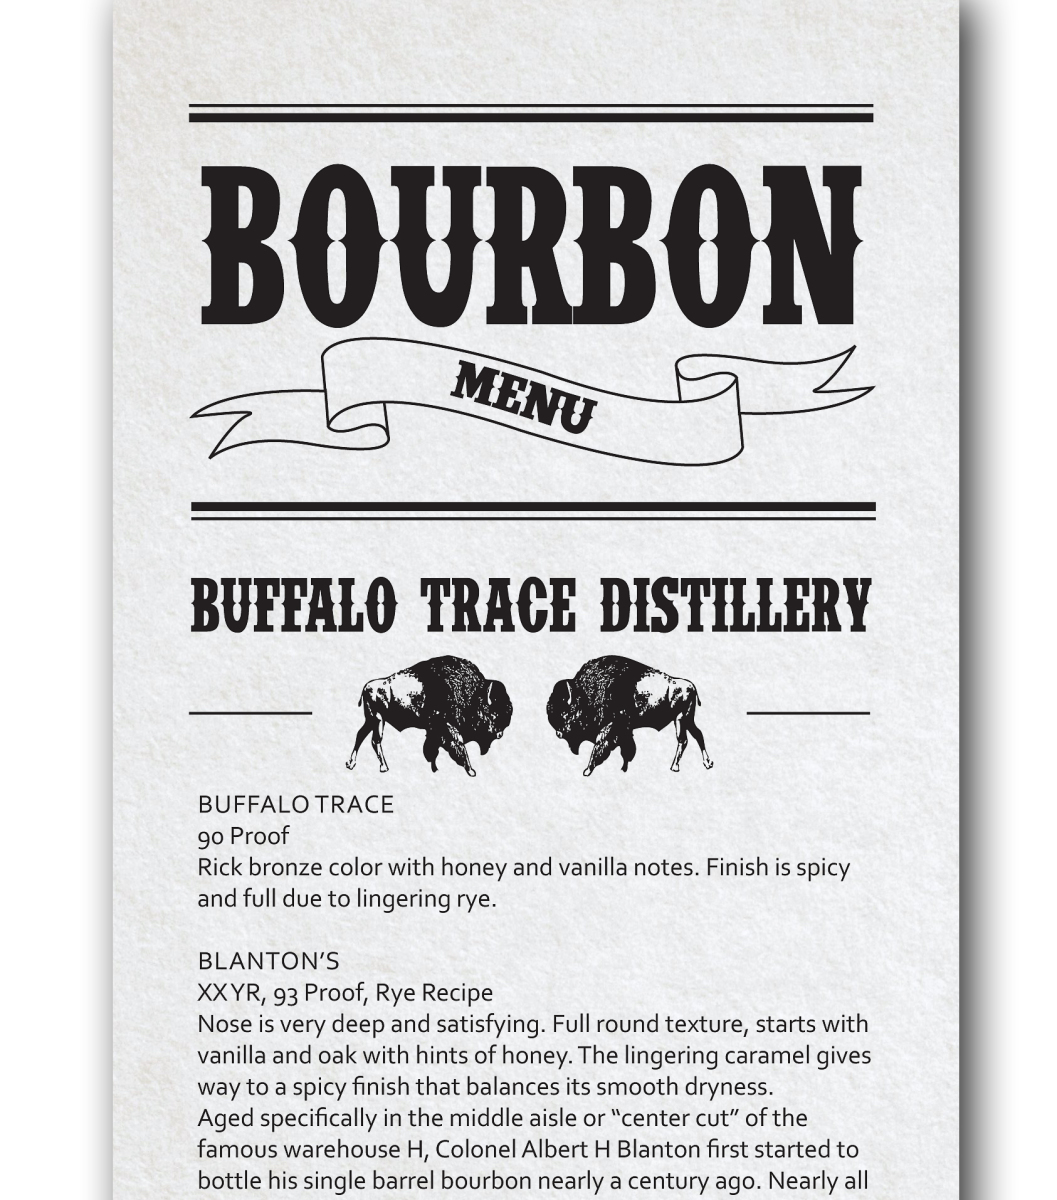 BOURBON
MENU
BUFFALO TRACE DISTILLERY
BUFFALO TRACE
90 Proof
Rick bronze color with honey and vanilla notes. Finish is spicy
and full due to lingering rye.
BLANTON’S
XXYR, 93 Proof, Rye Recipe
Nose is very deep and satisfying. Full round texture, starts with
vanilla and oak with hints of honey. The lingering caramel gives
way to a spicy finish that balances its smooth dryness.
Aged specifically in the middle aisle or “center cut” of the
famous warehouse H, Colonel Albert H Blanton first started to
bottle his single barrel bourbon nearly a century ago. Nearly all